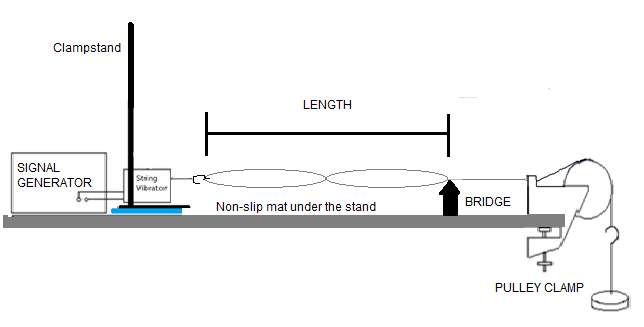 Clampstand
LENGTH
SIGNAL
GENERATOR
String
Vibrator
Non-slip mat under the stand
BRIDGE
PULLEY CLAMP